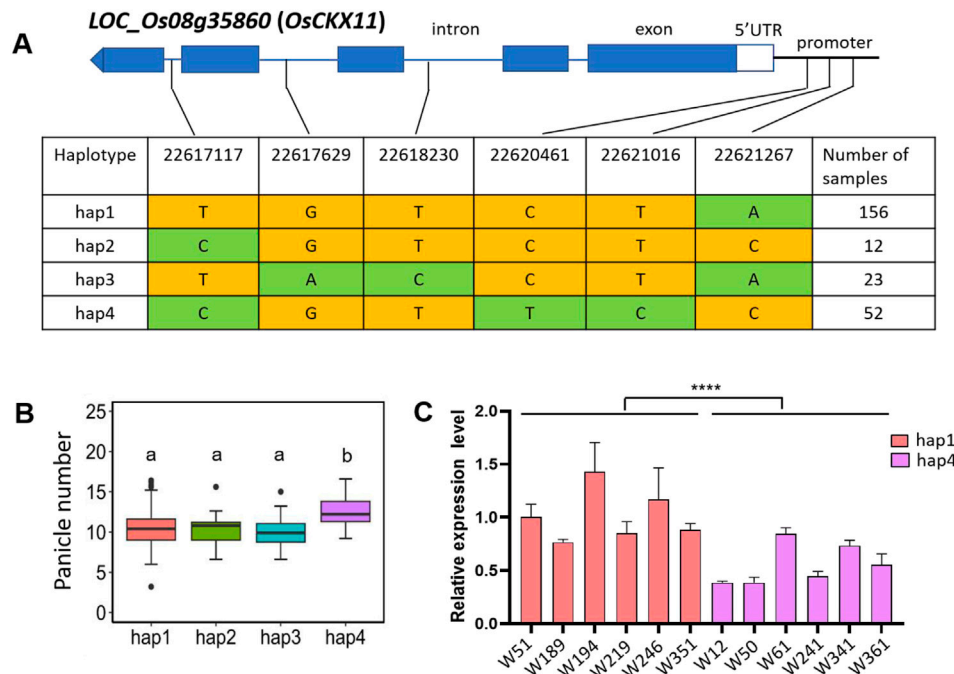 LOC_Os08g35860 (OsCKX11)
A
intron
exon
5'UTR
promoter
Haplotype 22617117 22617629 22618230 22620461 22621016 22621267 Number of samples
hap1 T G T C T A 156
hap2 C G T C T C 12
hap3 T A C C T A 23
hap4 C G T T C C 52
B
Panicle number
25
20
15
10
5
0
a a a b
hap1 hap2 hap3 hap4
C
****
Relative expression level
2.0
1.5
1.0
0.5
0.0
hap1
hap4
W51 W189 W194 W219 W246 W351 W12 W50 W61 W241 W341 W361